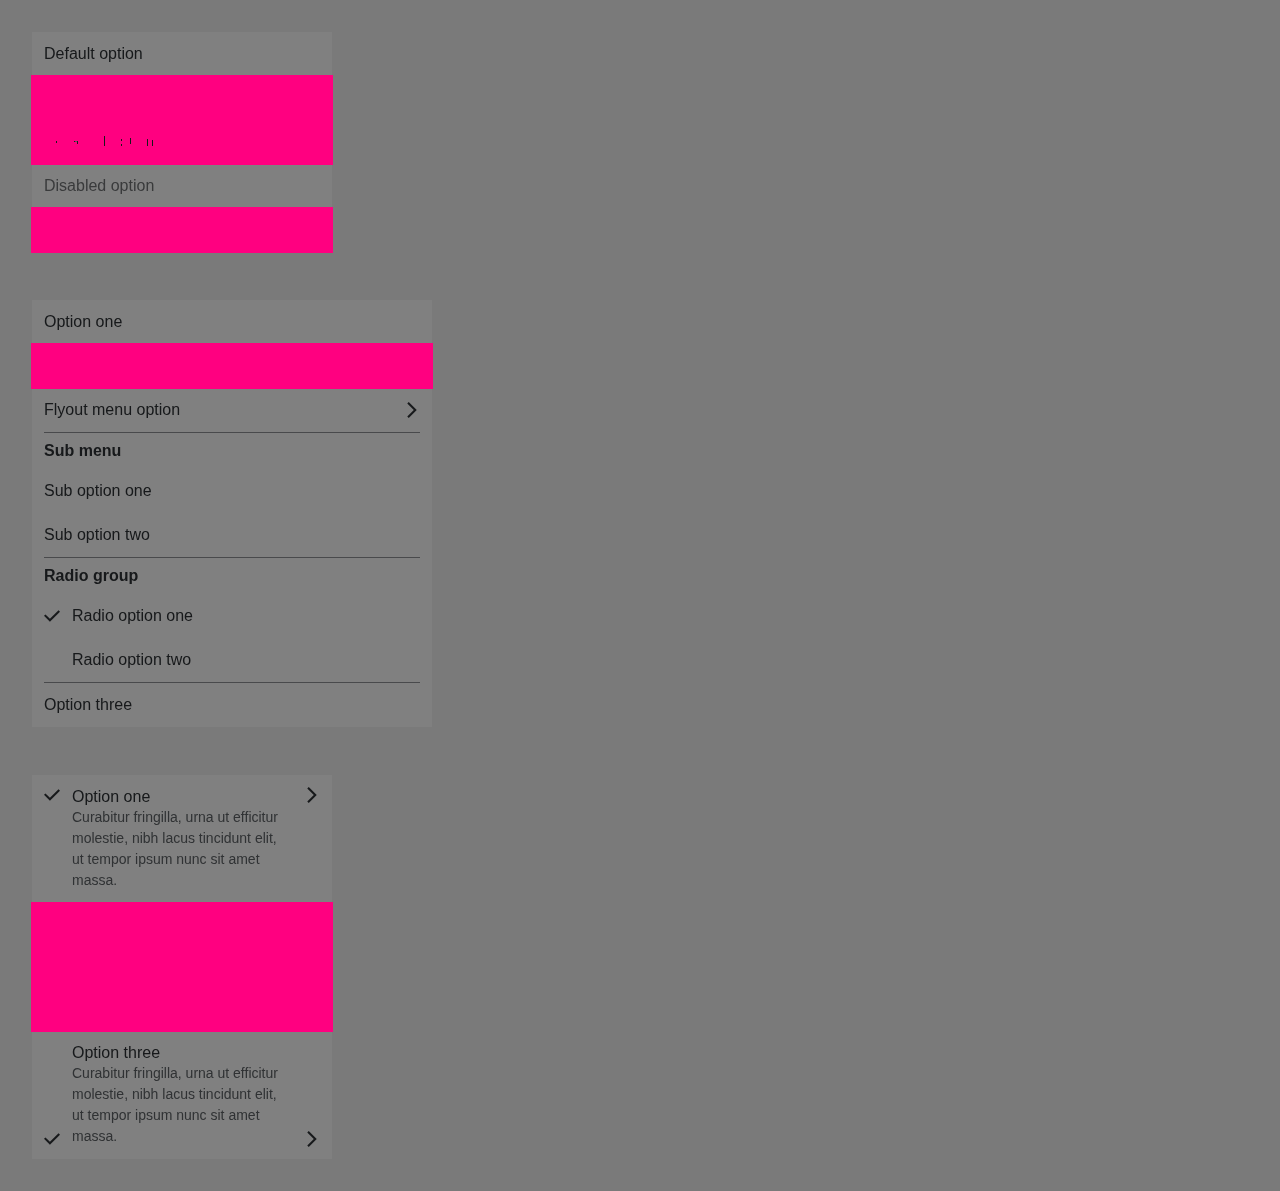 Default option
Disabled option
Option one
Flyout menu option
Sub menu
Sub option one
Sub option two
Radio group
Radio option one
Radio option two
Option three
Option one
Curabitur fringilla, urna ut efficitur
molestie, nibh lacus tincidunt elit,
ut tempor ipsum nunc sit amet
massa.
Option three
Curabitur fringilla, urna ut efficitur
molestie, nibh lacus tincidunt elit,
ut tempor ipsum nunc sit amet
massa.